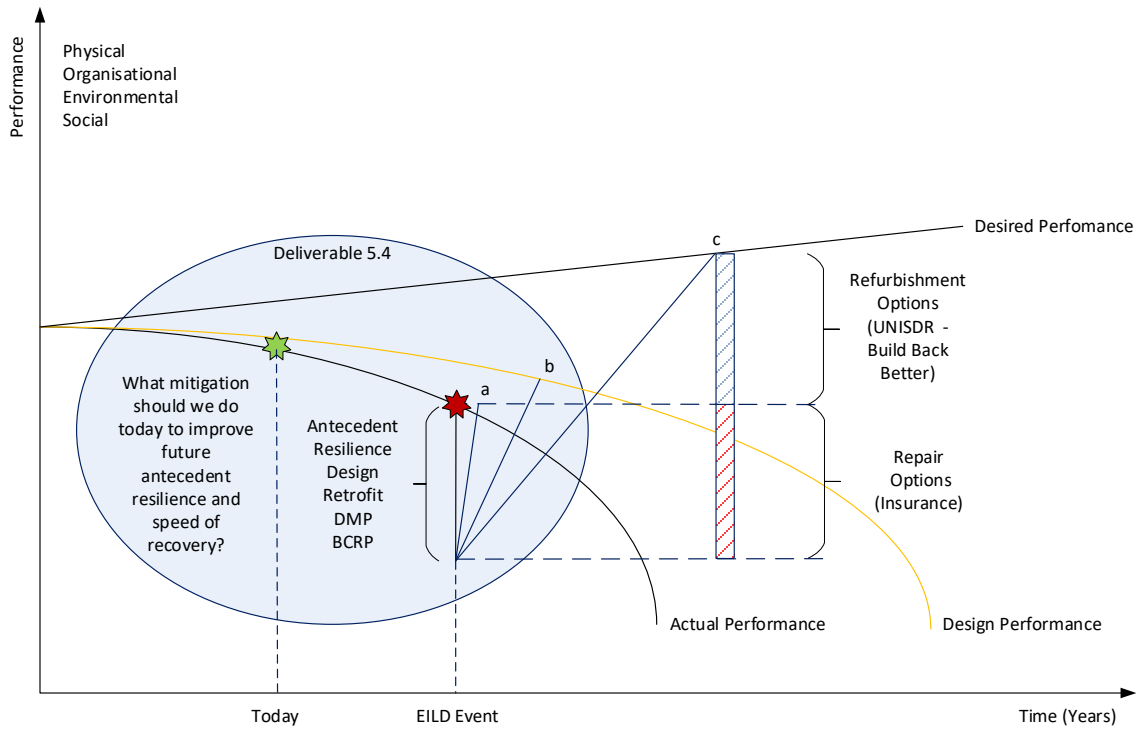 Performance
Physical
Organisational
Environmental
Social
Deliverable 5.4
What mitigation
should we do
today to improve
future
antecedent
resilience and
speed of
recovery?
Antecedent
Resilience
Design
Retrofit
DMP
BCRP
a
b
c
Desired Perfomance
Refurbishment
Options
(UNISDR -
Build Back
Better)
Repair
Options
(Insurance)
Actual Performance
Design Performance
Today
EILD Event
Time (Years)